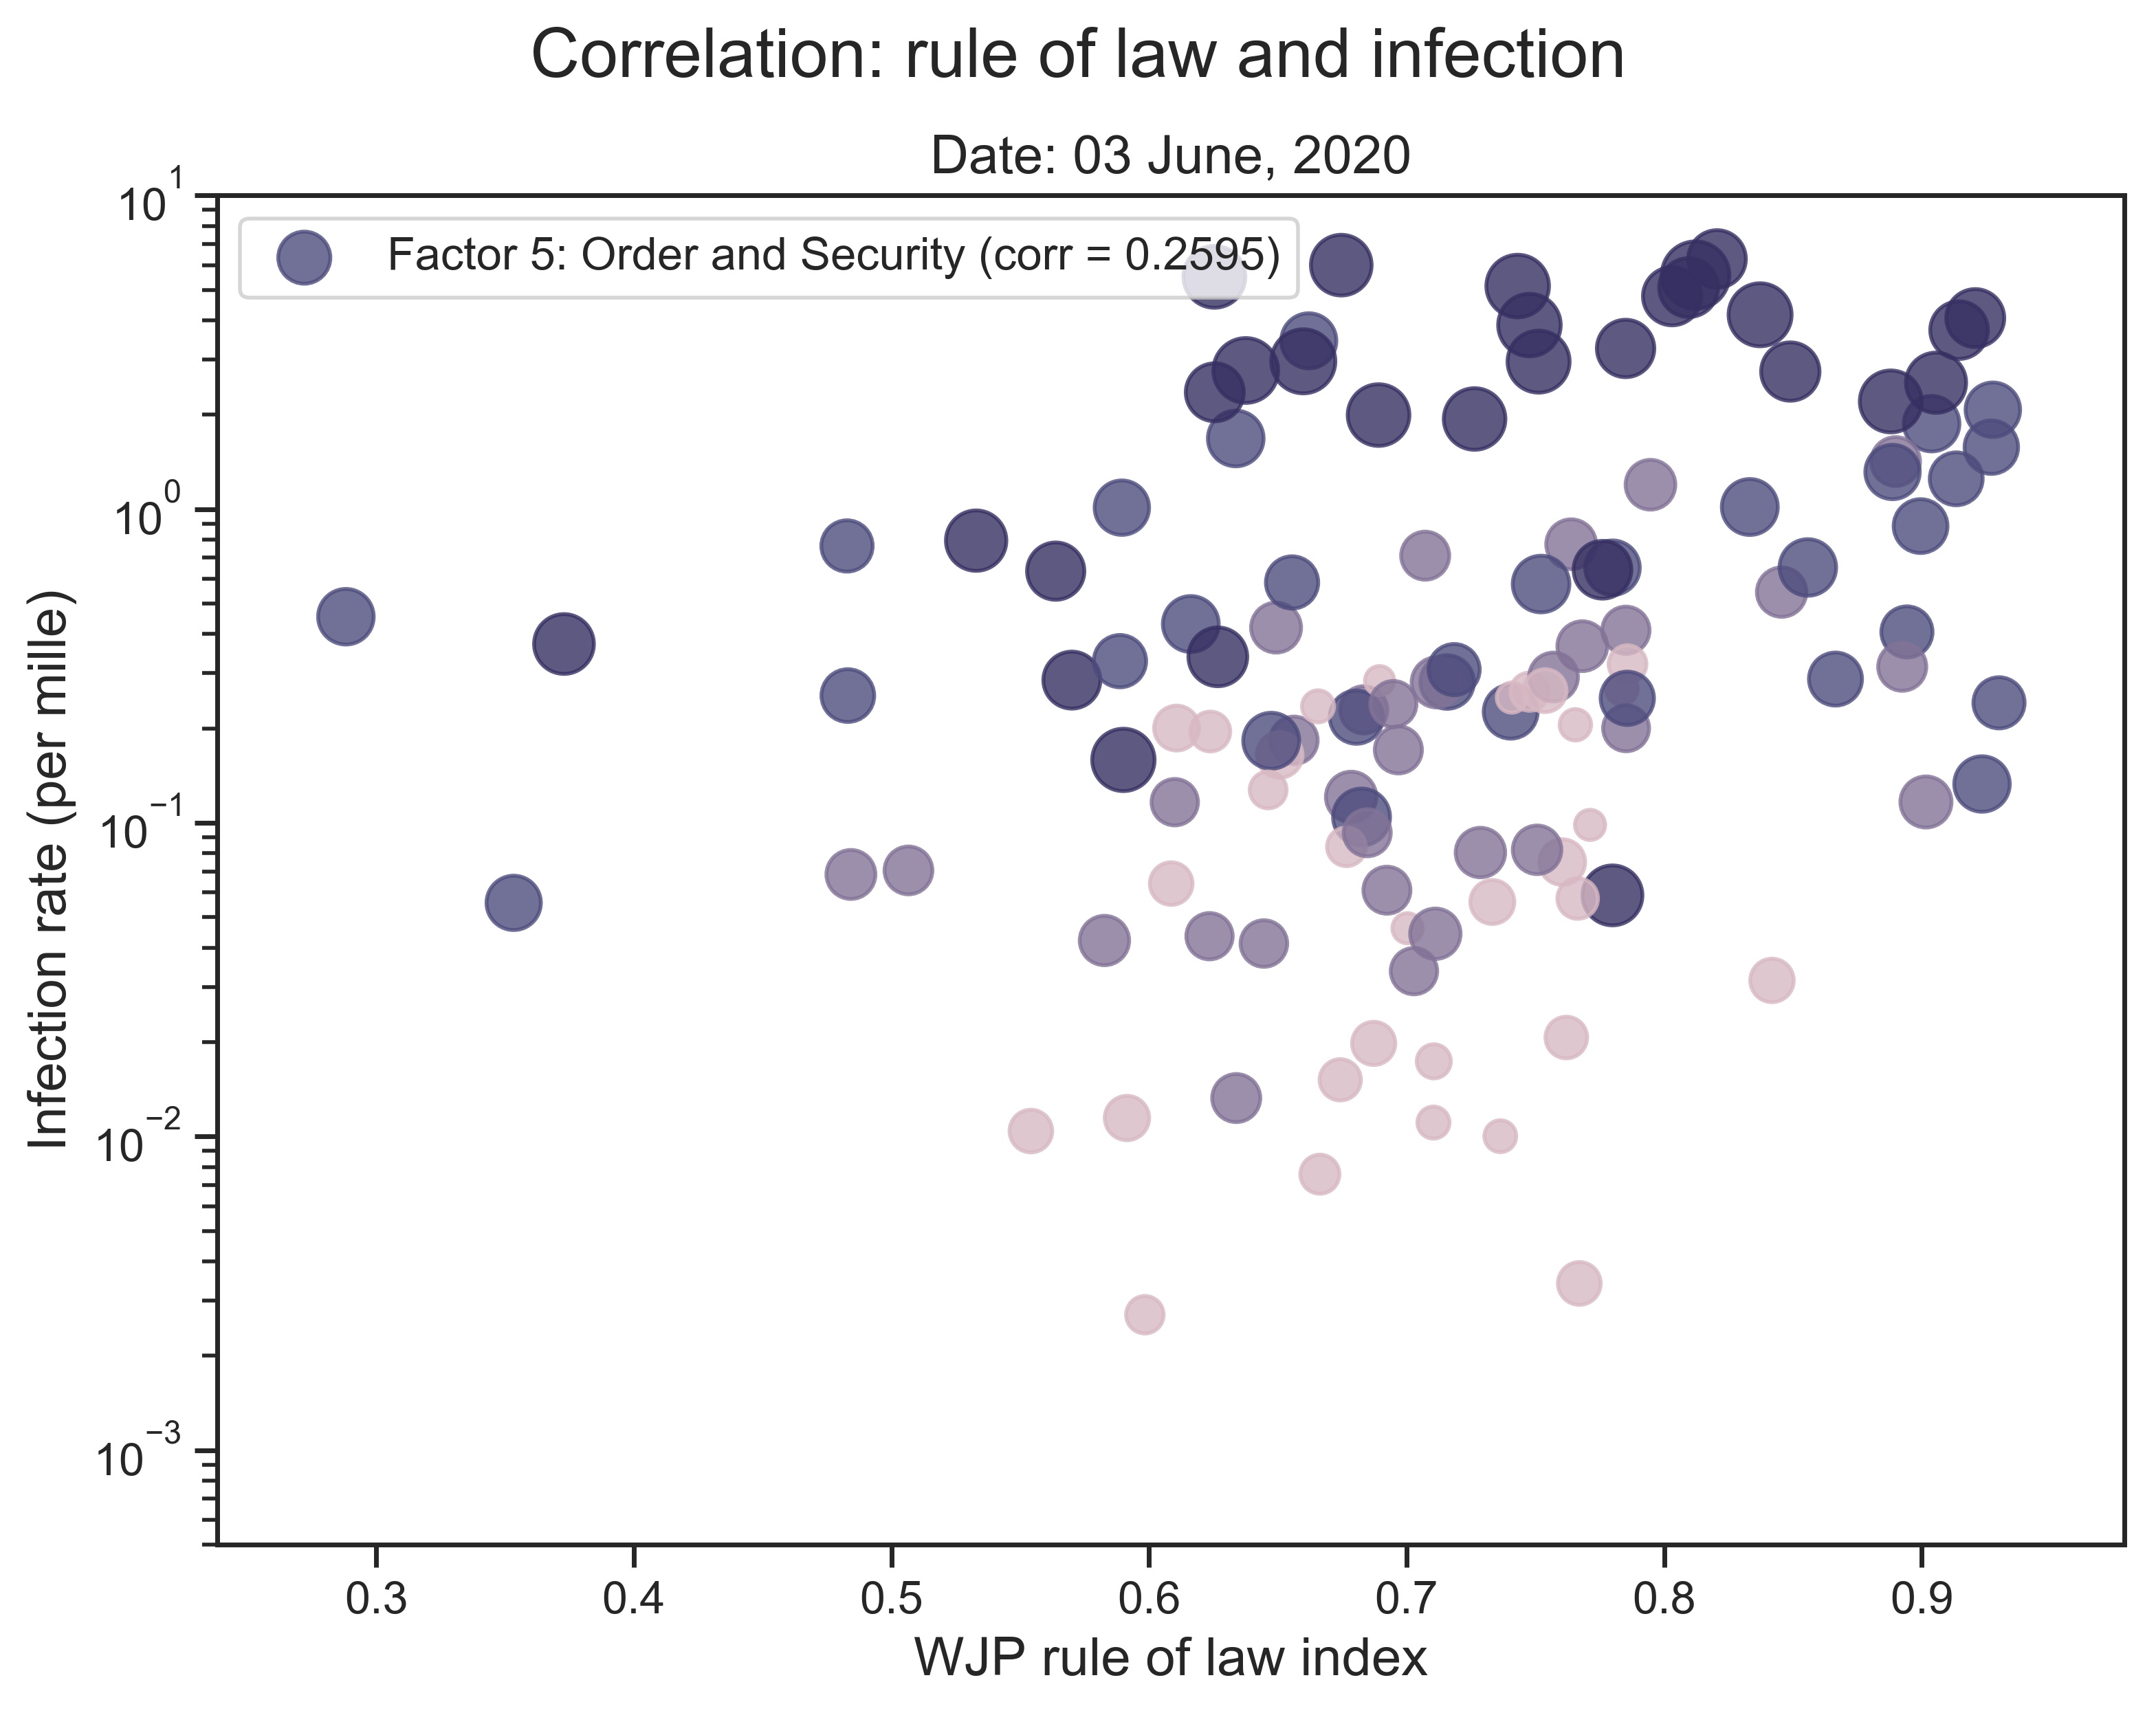 Correlation: rule of law and infection
Date: 03 June, 2020
Factor 5: Order and Security (corr = 0.2595)
Infection rate (per mille)
10^1
10^0
10^−1
10^−2
10^−3
0.3 0.4 0.5 0.6 0.7 0.8 0.9
WJP rule of law index